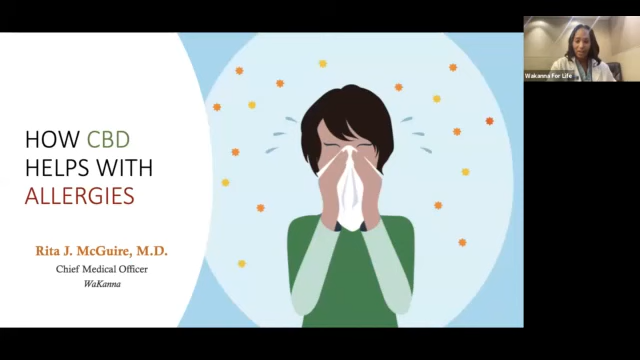 HOW CBD
HELPS WITH
ALLERGIES
Rita J. McGuire, M.D.
Chief Medical Officer
WaKanna
Wakanna For Life